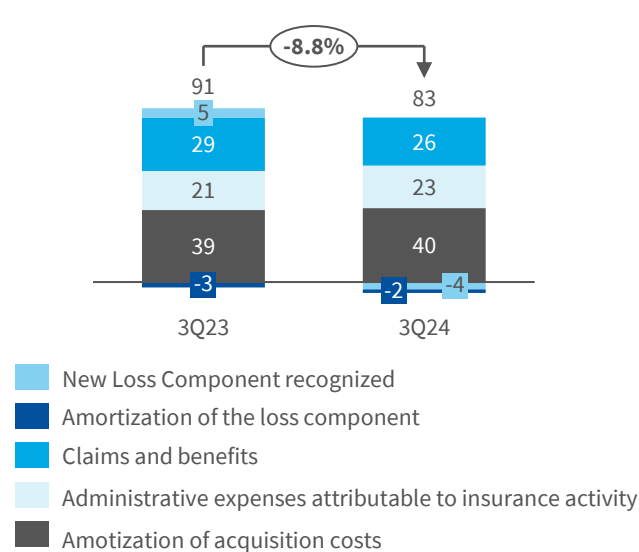 -8.8%
91
83
5
29
26
21
23
39
40
-3
-2
-4
3Q23
3Q24
New Loss Component recognized
Amortization of the loss component
Claims and benefits
Administrative expenses attributable to insurance activity
Amotization of acquisition costs